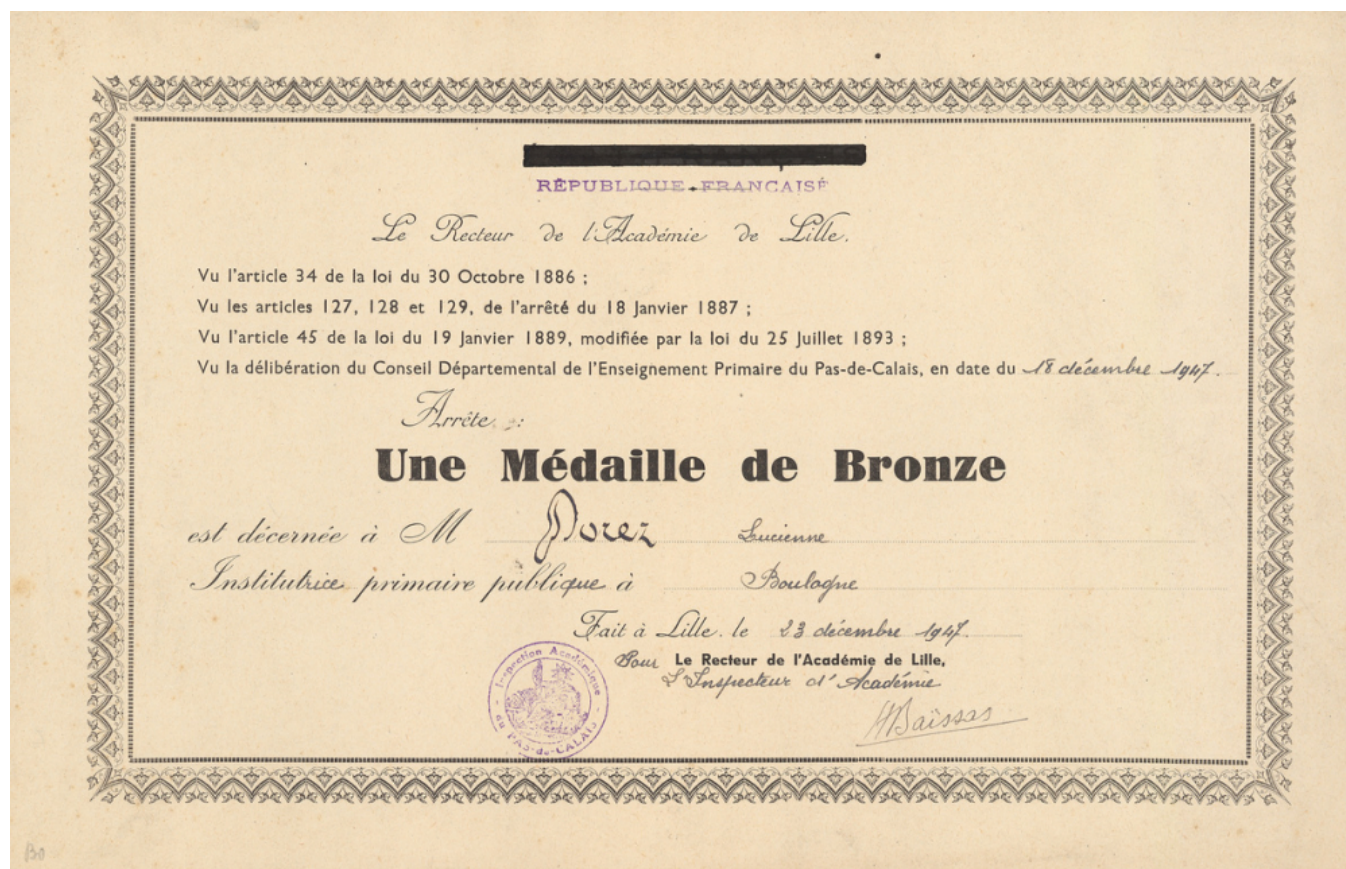 RÉPUBLIQUE FRANÇAISE
Le Recteur de l'Académie de Lille.
Vu l'article 34 de la loi du 30 Octobre 1886 ;
Vu les articles 127, 128 et 129, de l'arrêté du 18 Janvier 1887 ;
Vu l'article 45 de la loi du 19 Janvier 1889, modifiée par la loi du 25 Juillet 1893 ;
Vu la délibération du Conseil Départemental de l'Enseignement Primaire du Pas-de-Calais, en date du 18 décembre 1947.
Arrête :
Une Médaille de Bronze
est décernée à M Dorez Lucienne
Institutrice primaire publique à Boulogne
Fait à Lille. le 23 décembre 1947.
Pour Le Recteur de l'Académie de Lille,
L'Inspecteur d'Académie
HBaïssas
Inspection Académique
du PAS-de-CALAIS
B0